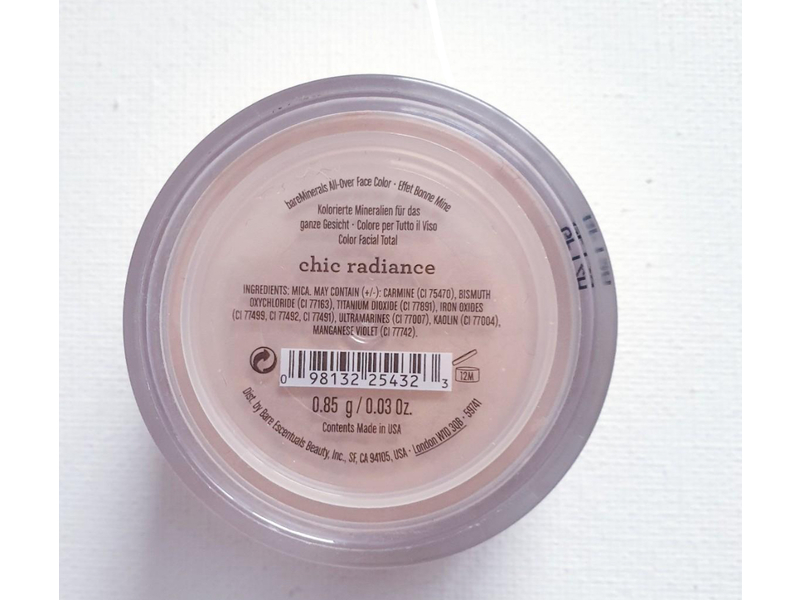 bareMinerals All-Over Face Color - Effet Bonne Mine
Kolorierte Mineralien für das
ganze Gesicht - Colore per Tutto il Viso
Color Facial Total
chic radiance
INGREDIENTS: MICA. MAY CONTAIN (+/-): CARMINE (CI 75470), BISMUTH
OXYCHLORIDE (CI 77163), TITANIUM DIOXIDE (CI 77891), IRON OXIDES
(CI 77499, CI 77492, CI 77491), ULTRAMARINES (CI 77007), KAOLIN (CI 77004),
MANGANESE VIOLET (CI 77742).
12M
0 98132 25432 3
0.85 g / 0.03 Oz.
Contents Made in USA
Dist. by Bare Escentuals Beauty, Inc., SF, CA 94105, USA - London W1D 3QB - 59741